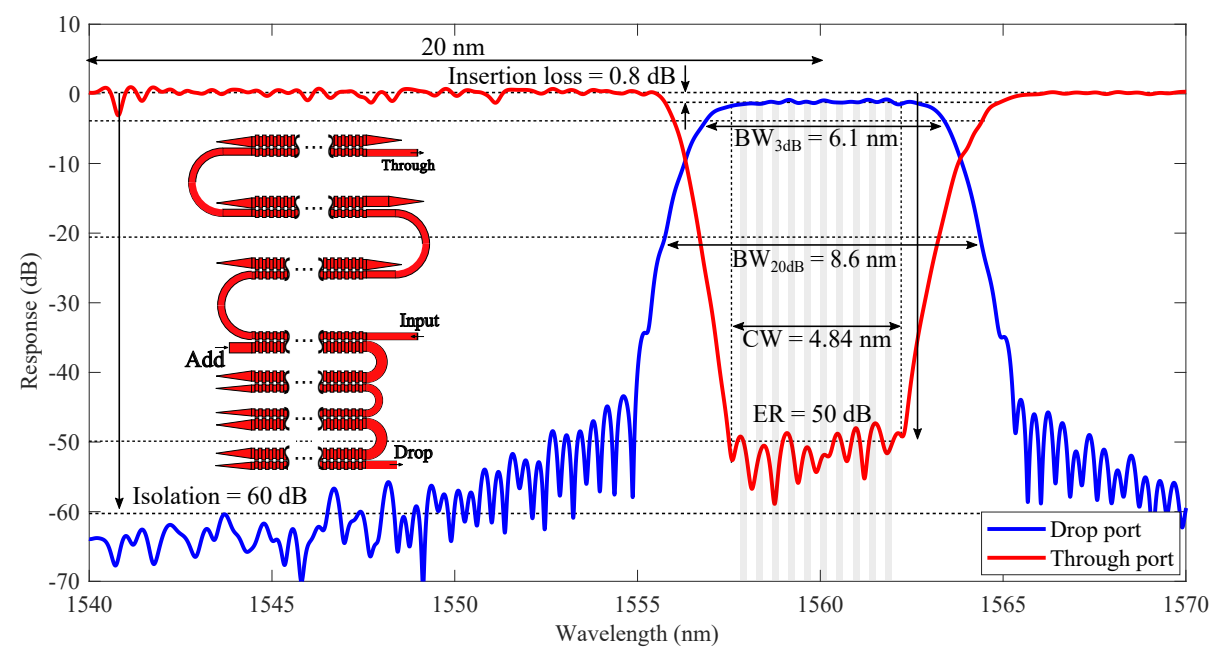 10
0
-10
-20
-30
-40
-50
-60
-70
Response (dB)
1540
1545
1550
1555
1560
1565
1570
Wavelength (nm)
20 nm
Insertion loss = 0.8 dB
BW3dB = 6.1 nm
BW20dB = 8.6 nm
CW = 4.84 nm
ER = 50 dB
Isolation = 60 dB
Through
...
...
...
Input
Add
...
...
...
...
Drop
Drop port
Through port